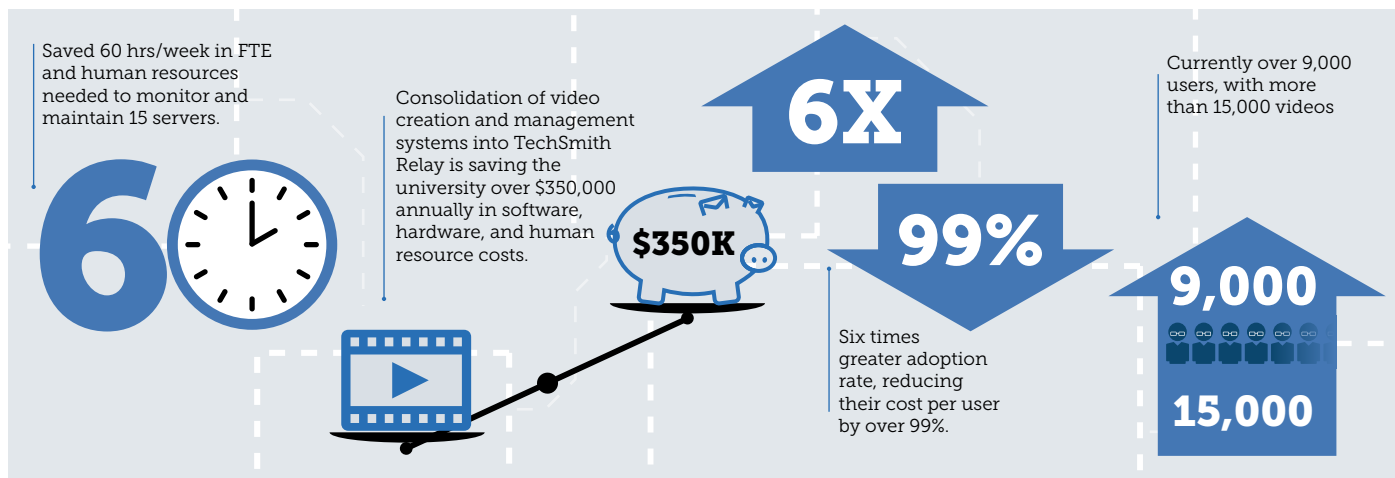 Saved 60 hrs/week in FTE
and human resources
needed to monitor and
maintain 15 servers.
60
Consolidation of video
creation and management
systems into TechSmith
Relay is saving the
university over $350,000
annually in software,
hardware, and human
resource costs.
$350K
6X
99%
Six times
greater adoption
rate, reducing
their cost per user
by over 99%.
Currently over 9,000
users, with more
than 15,000 videos
9,000
15,000